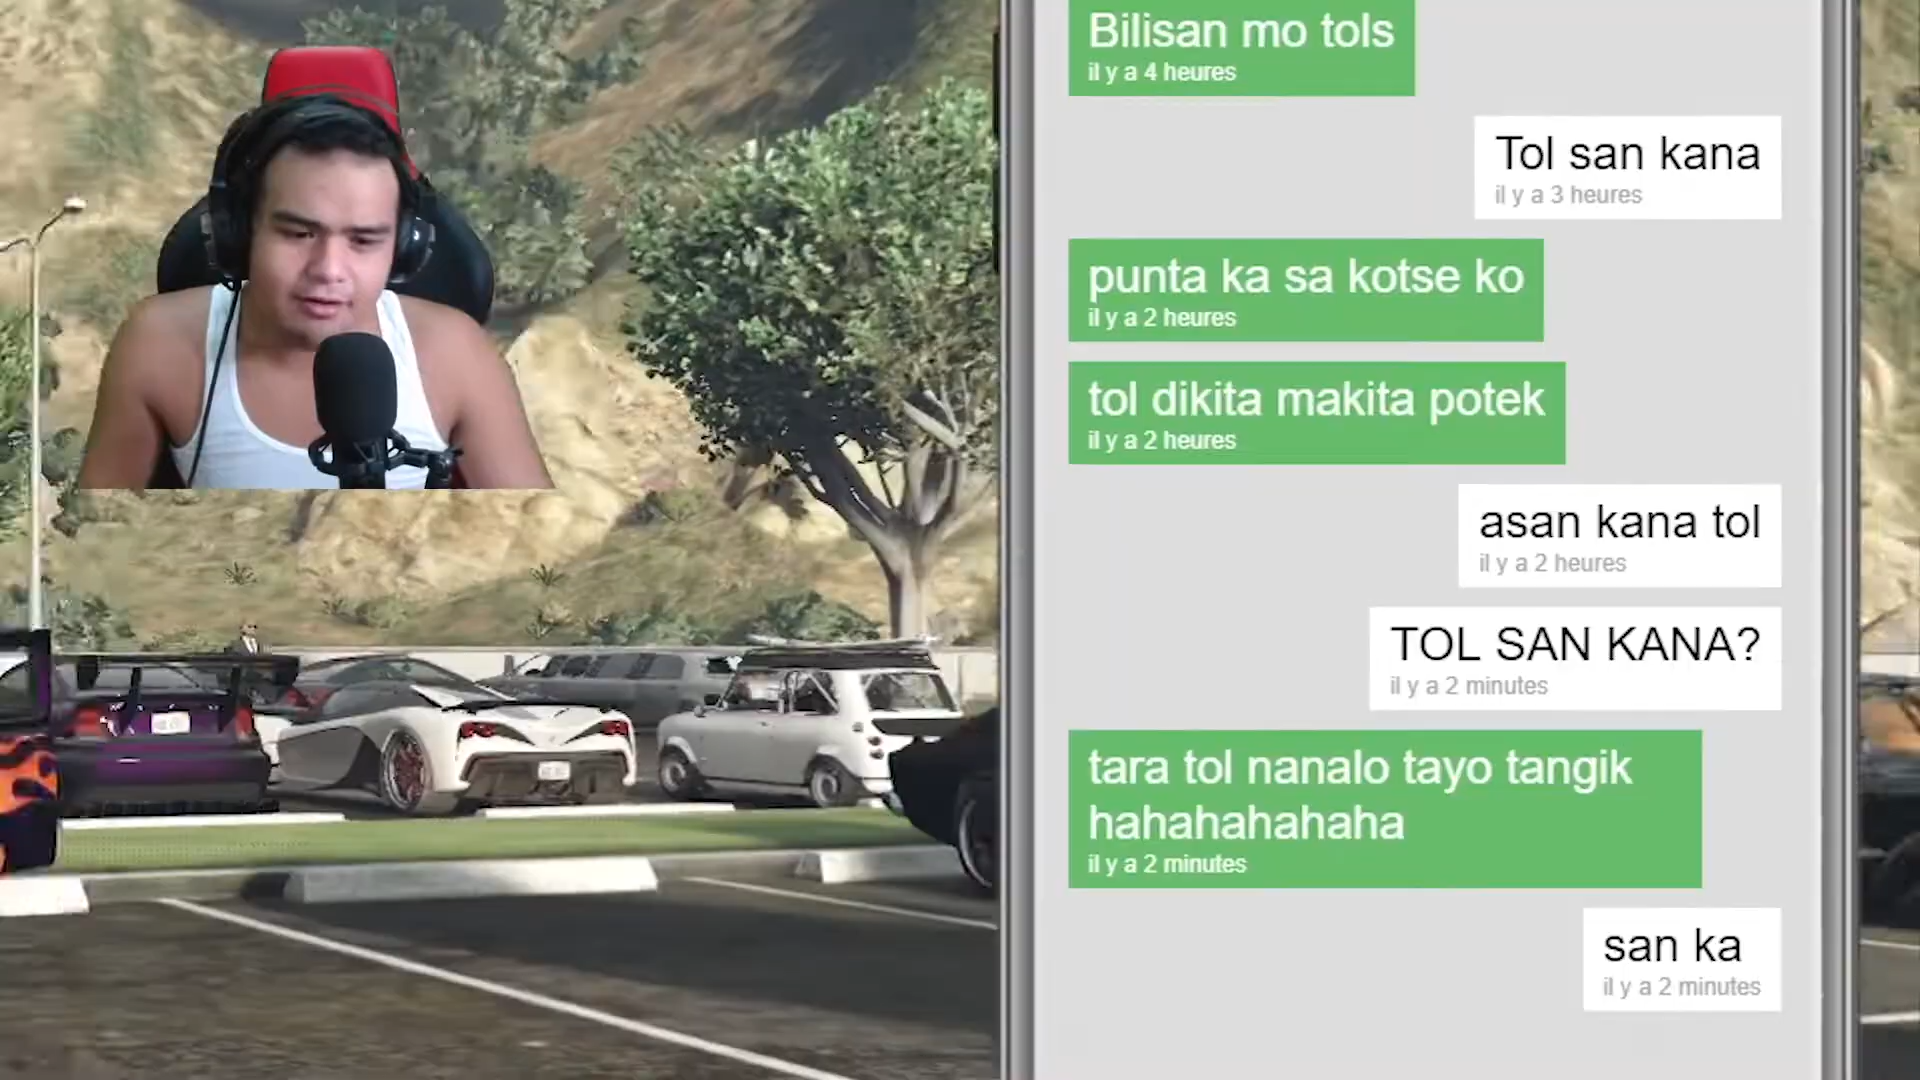 Bilisan mo tols
il y a 4 heures
Tol san kana
il y a 3 heures
punta ka sa kotse ko
il y a 2 heures
tol dikita makita potek
il y a 2 heures
asan kana tol
il y a 2 heures
TOL SAN KANA?
il y a 2 minutes
tara tol nanalo tayo tangik
hahahahahaha
il y a 2 minutes
san ka
il y a 2 minutes